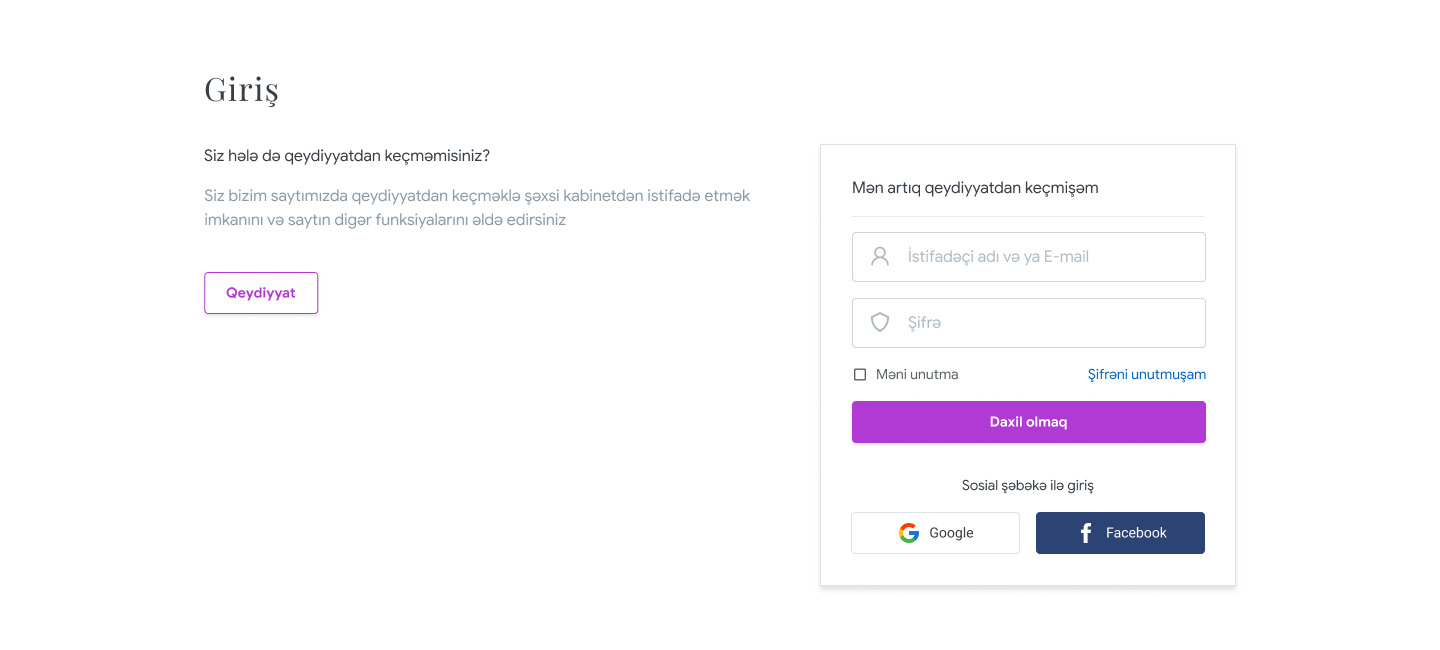 Giriş
Siz hələ də qeydiyyatdan keçməmisiniz?
Siz bizim saytımızda qeydiyyatdan keçməklə şəxsi kabinetdən istifadə etmək
imkanını və saytın digər funksiyalarını əldə edirsiniz
Qeydiyyat
Mən artıq qeydiyyatdan keçmişəm
İstifadəçi adı və ya E-mail
Şifrə
Məni unutma
Şifrəni unutmuşam
Daxil olmaq
Sosial şəbəkə ilə giriş
Google
Facebook